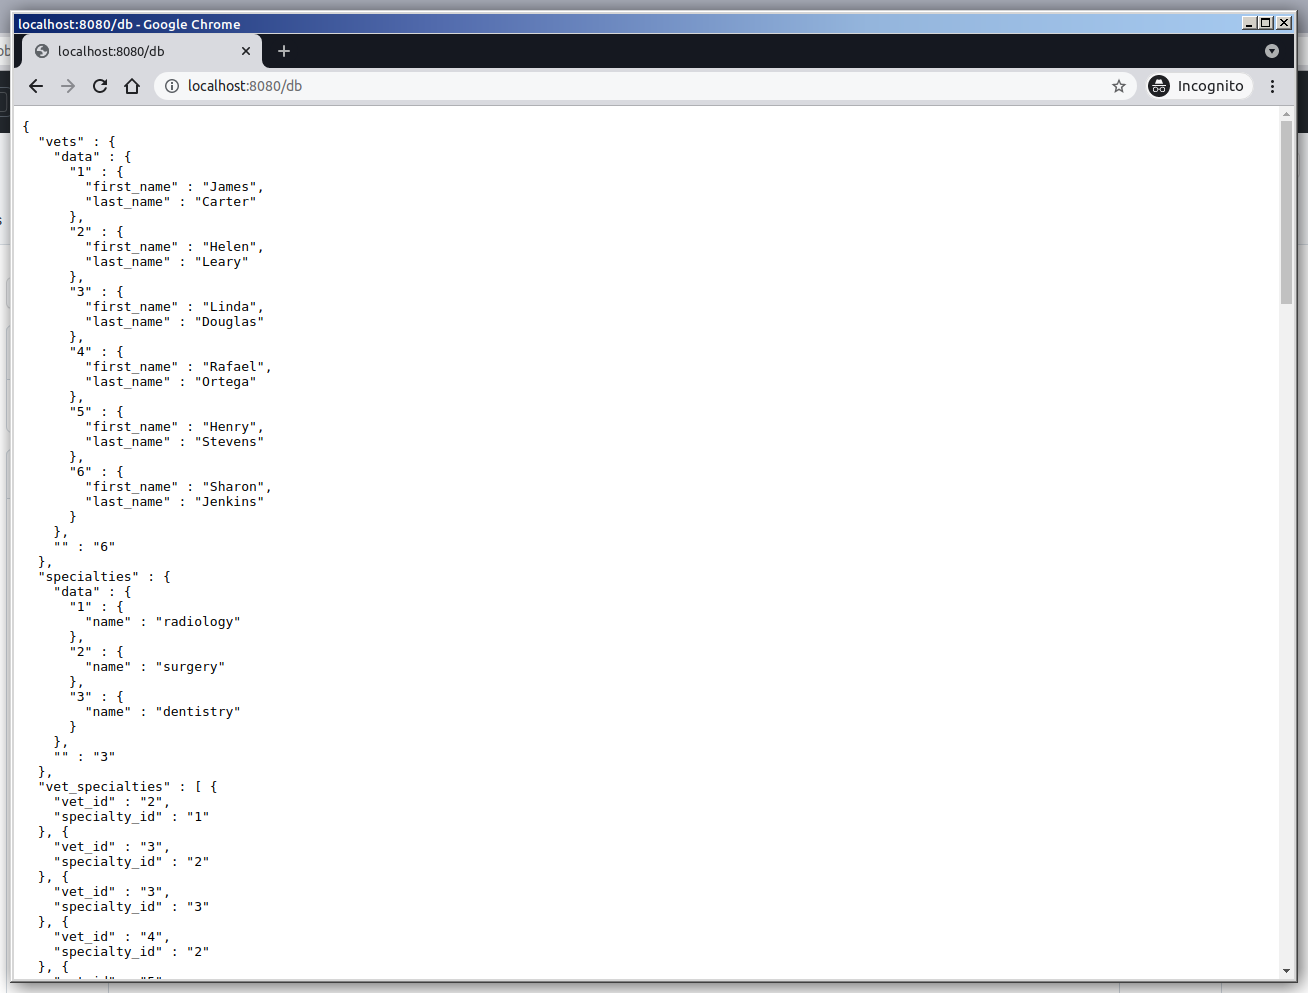 localhost:8080/db - Google Chrome
localhost:8080/db
localhost:8080/db
Incognito
{
  "vets" : {
    "data" : {
      "1" : {
        "first_name" : "James",
        "last_name" : "Carter"
      },
      "2" : {
        "first_name" : "Helen",
        "last_name" : "Leary"
      },
      "3" : {
        "first_name" : "Linda",
        "last_name" : "Douglas"
      },
      "4" : {
        "first_name" : "Rafael",
        "last_name" : "Ortega"
      },
      "5" : {
        "first_name" : "Henry",
        "last_name" : "Stevens"
      },
      "6" : {
        "first_name" : "Sharon",
        "last_name" : "Jenkins"
      }
    },
    "" : "6"
  },
  "specialties" : {
    "data" : {
      "1" : {
        "name" : "radiology"
      },
      "2" : {
        "name" : "surgery"
      },
      "3" : {
        "name" : "dentistry"
      }
    },
    "" : "3"
  },
  "vet_specialties" : [ {
    "vet_id" : "2",
    "specialty_id" : "1"
  }, {
    "vet_id" : "3",
    "specialty_id" : "2"
  }, {
    "vet_id" : "3",
    "specialty_id" : "3"
  }, {
    "vet_id" : "4",
    "specialty_id" : "2"
  }, {